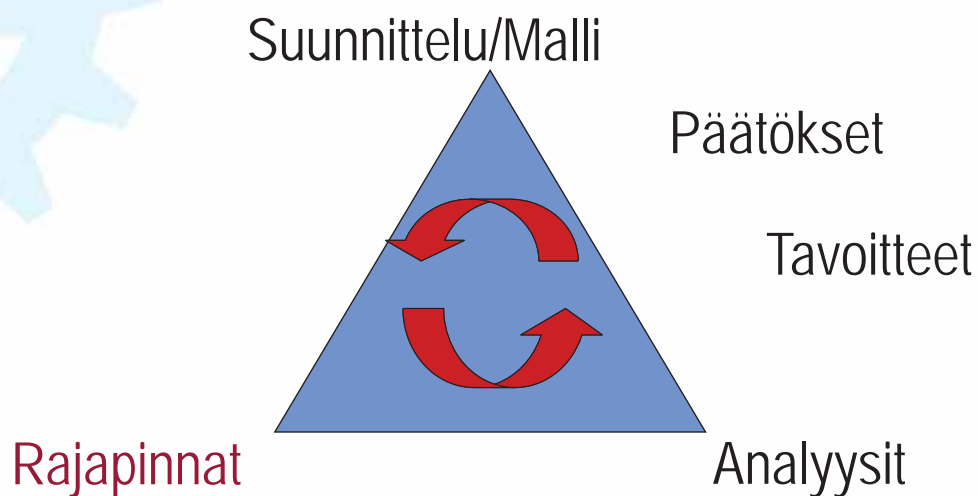 Suunnittelu/Malli
Päätökset
Tavoitteet
Rajapinnat
Analyysit